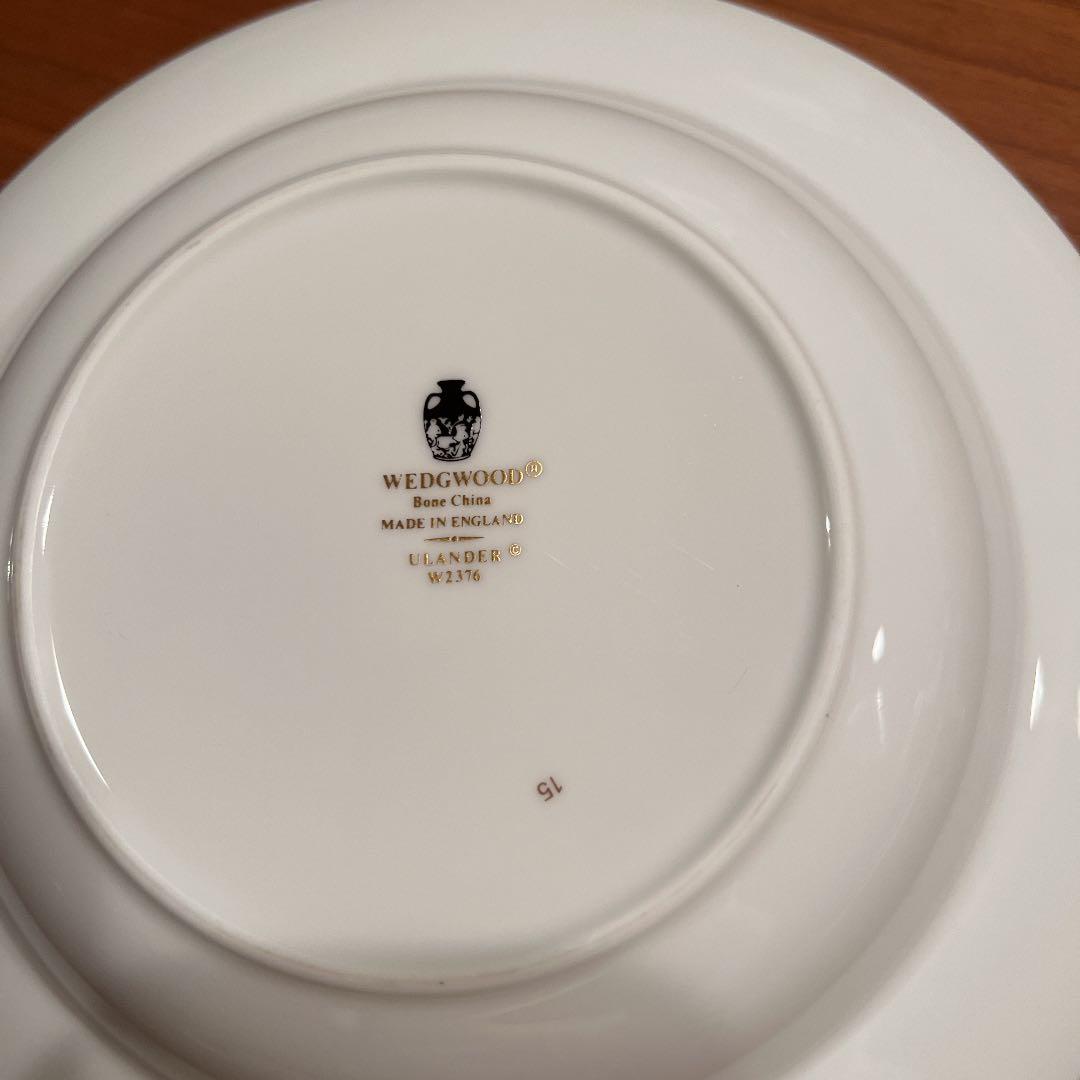 WEDGWOOD®
Bone China
MADE IN ENGLAND
ULANDER ©
W2376
15